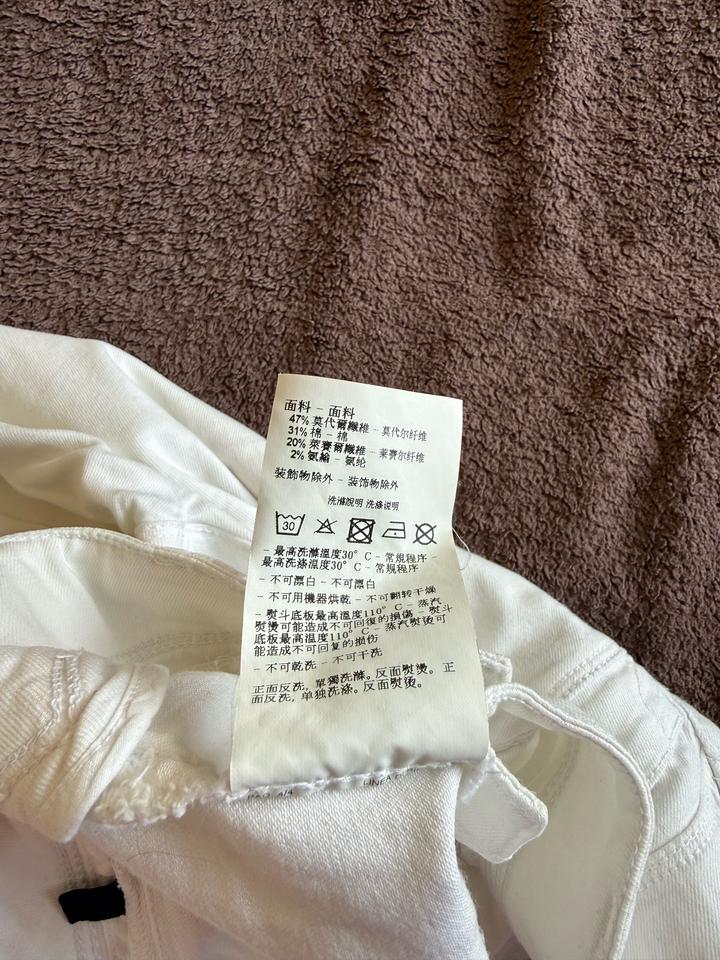 面料 - 面料
47% 莫代爾纖維 - 莫代尔纤维
31% 棉 - 棉
20% 萊賽爾纖維 - 莱赛尔纤维
2% 氨綸 - 氨纶
装飾物除外 - 装饰物除外
洗滌說明 洗涤说明
30
- 最高洗滌溫度30° C - 常規程序 -
最高洗涤温度30° C - 常规程序
- 不可漂白 - 不可漂白
- 不可用機器烘乾 - 不可翻转干燥
- 熨斗底板最高溫度110° C - 蒸汽
熨燙可能造成不可回復的損傷 - 熨斗
底板最高温度110° C - 蒸汽熨烫可
能造成不可回复的损伤
- 不可乾洗 - 不可干洗
正面反洗, 單獨洗滌。反面熨燙。 正
面反洗, 单独洗涤。反面熨烫。
4/4
LINEA